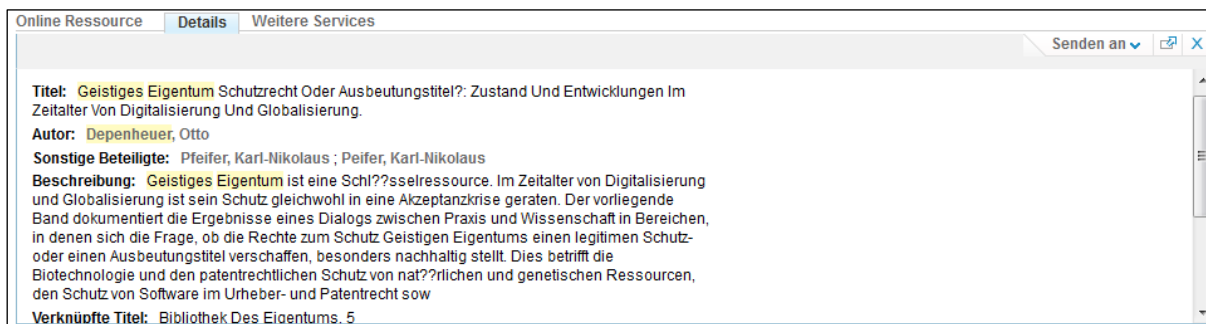 Online Ressource Details Weitere Services
Senden an
Titel: Geistiges Eigentum Schutzrecht Oder Ausbeutungstitel?: Zustand Und Entwicklungen Im
Zeitalter Von Digitalisierung Und Globalisierung.
Autor: Depenheuer, Otto
Sonstige Beteiligte: Pfeifer, Karl-Nikolaus ; Peifer, Karl-Nikolaus
Beschreibung: Geistiges Eigentum ist eine Schl??sselressource. Im Zeitalter von Digitalisierung
und Globalisierung ist sein Schutz gleichwohl in eine Akzeptanzkrise geraten. Der vorliegende
Band dokumentiert die Ergebnisse eines Dialogs zwischen Praxis und Wissenschaft in Bereichen,
in denen sich die Frage, ob die Rechte zum Schutz Geistigen Eigentums einen legitimen Schutz-
oder einen Ausbeutungstitel verschaffen, besonders nachhaltig stellt. Dies betrifft die
Biotechnologie und den patentrechtlichen Schutz von nat??rlichen und genetischen Ressourcen,
den Schutz von Software im Urheber- und Patentrecht sow
Verknüpfte Titel: Bibliothek Des Eigentums, 5